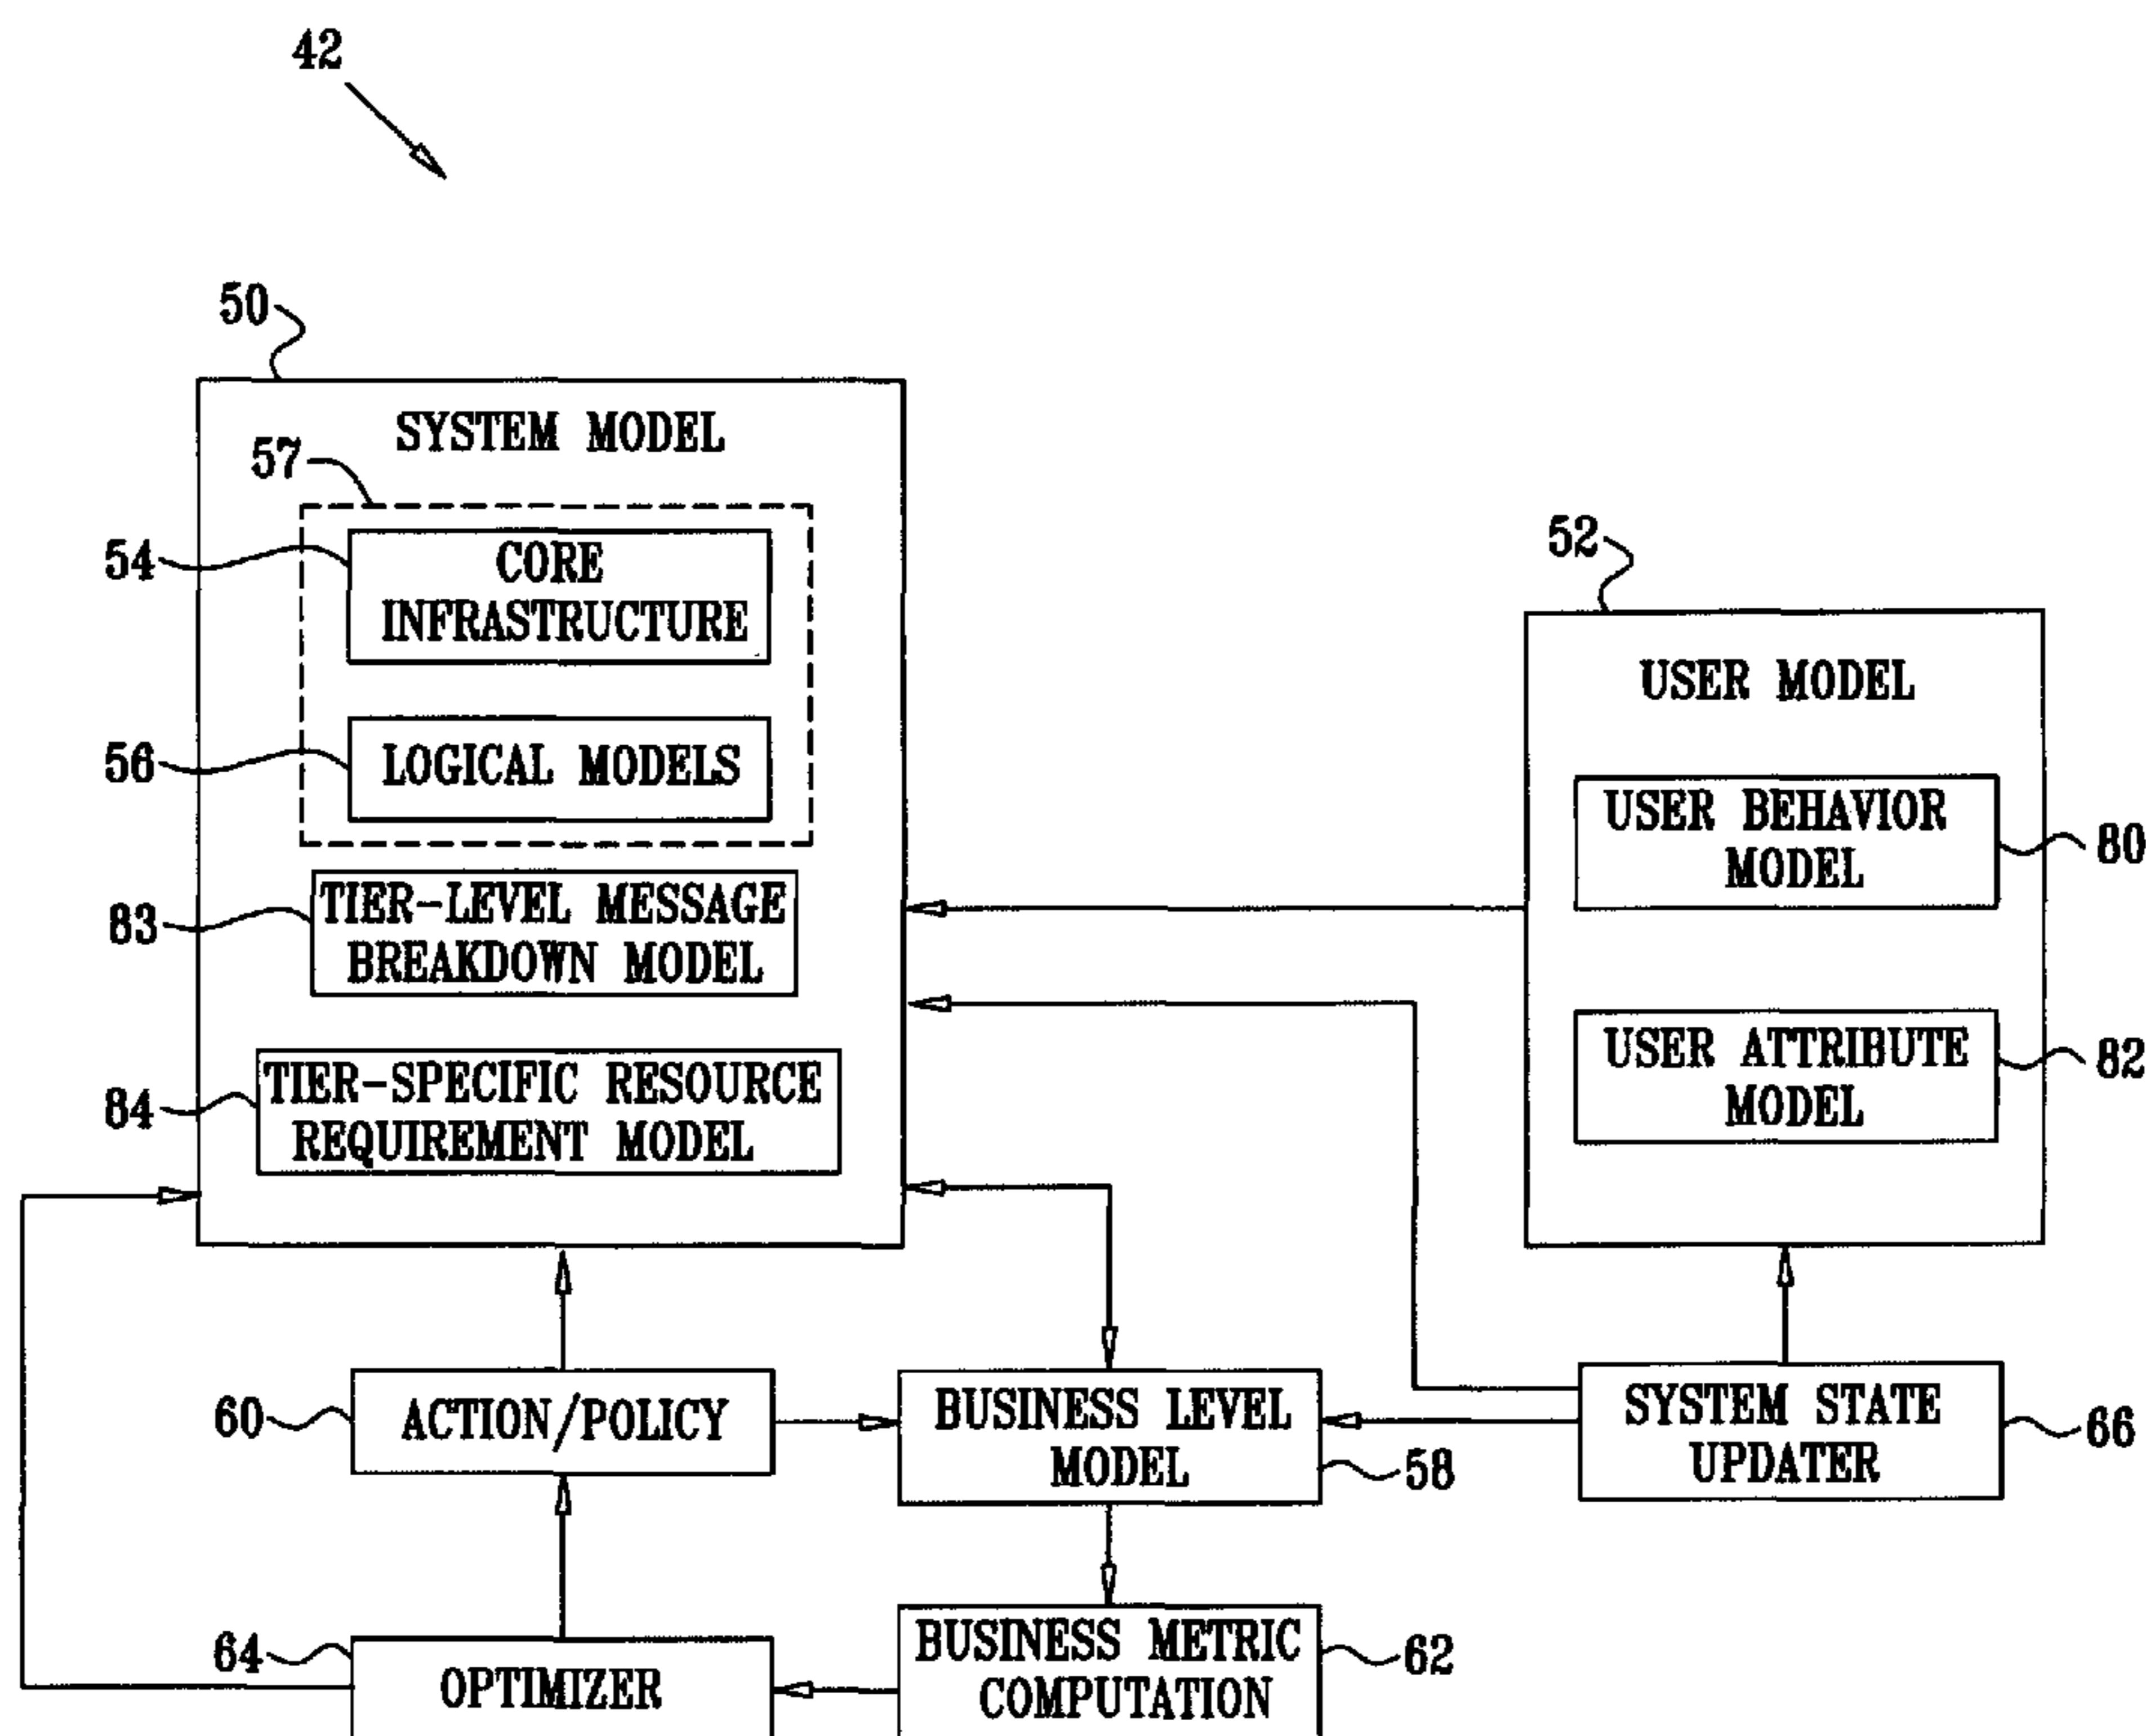 42
50
SYSTEM MODEL
57
54
CORE
INFRASTRUCTURE
56
LOGICAL MODELS
83
TIER-LEVEL MESSAGE
BREAKDOWN MODEL
84
TIER-SPECIFIC RESOURCE
REQUIREMENT MODEL
52
USER MODEL
USER BEHAVIOR
MODEL
80
USER ATTRIBUTE
MODEL
82
60
ACTION/POLICY
BUSINESS LEVEL
MODEL
58
SYSTEM STATE
UPDATER
66
64
OPTIMIZER
BUSINESS METRIC
COMPUTATION
62